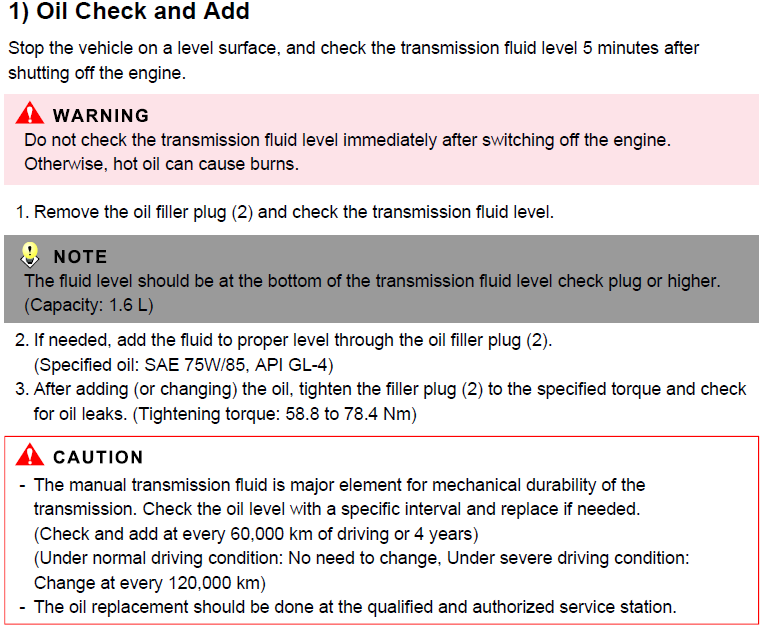 1) Oil Check and Add
Stop the vehicle on a level surface, and check the transmission fluid level 5 minutes after
shutting off the engine.
WARNING
Do not check the transmission fluid level immediately after switching off the engine.
Otherwise, hot oil can cause burns.
1. Remove the oil filler plug (2) and check the transmission fluid level.
NOTE
The fluid level should be at the bottom of the transmission fluid level check plug or higher.
(Capacity: 1.6 L)
2. If needed, add the fluid to proper level through the oil filler plug (2).
(Specified oil: SAE 75W/85, API GL-4)
3. After adding (or changing) the oil, tighten the filler plug (2) to the specified torque and check
for oil leaks. (Tightening torque: 58.8 to 78.4 Nm)
CAUTION
- The manual transmission fluid is major element for mechanical durability of the
transmission. Check the oil level with a specific interval and replace if needed.
(Check and add at every 60,000 km of driving or 4 years)
(Under normal driving condition: No need to change, Under severe driving condition:
Change at every 120,000 km)
- The oil replacement should be done at the qualified and authorized service station.